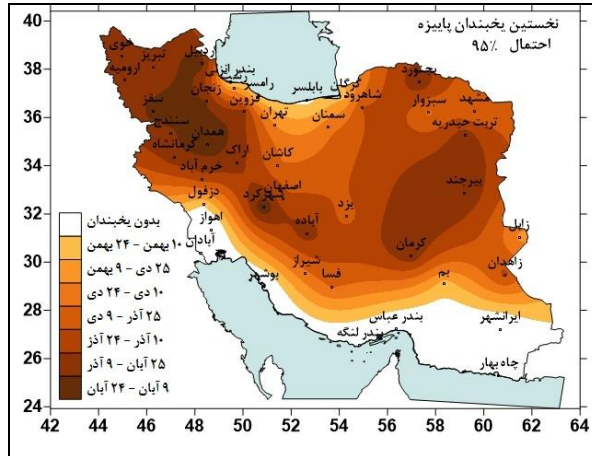 نخستین یخبندان پاییزه
احتمال ۹۵٪
40
38
36
34
32
30
28
26
24
42 44 46 48 50 52 54 56 58 60 62 64
خوی
تبریز
ارومیه
اردبیل
بندر انزلی
رشت
رامسر
بابلسر
گرگان
بجنورد
مشهد
سقز
زنجان
قزوین
تهران
سمنان
شاهرود
سبزوار
تربت حیدریه
سنندج
همدان
کرمانشاه
اراک
کاشان
خرم آباد
اصفهان
بیرجند
دزفول
شهرکرد
یزد
اهواز
آباده
زابل
آبادان
کرمان
شیراز
فسا
بم
زاهدان
بوشهر
بندر عباس
ایرانشهر
بندر لنگه
چاه بهار
بدون یخبندان
۱۰ بهمن - ۲۴ بهمن
۲۵ دی - ۹ بهمن
۱۰ دی - ۲۴ دی
۲۵ آذر - ۹ دی
۱۰ آذر - ۲۴ آذر
۲۵ آبان - ۹ آذر
۹ آبان - ۲۴ آبان